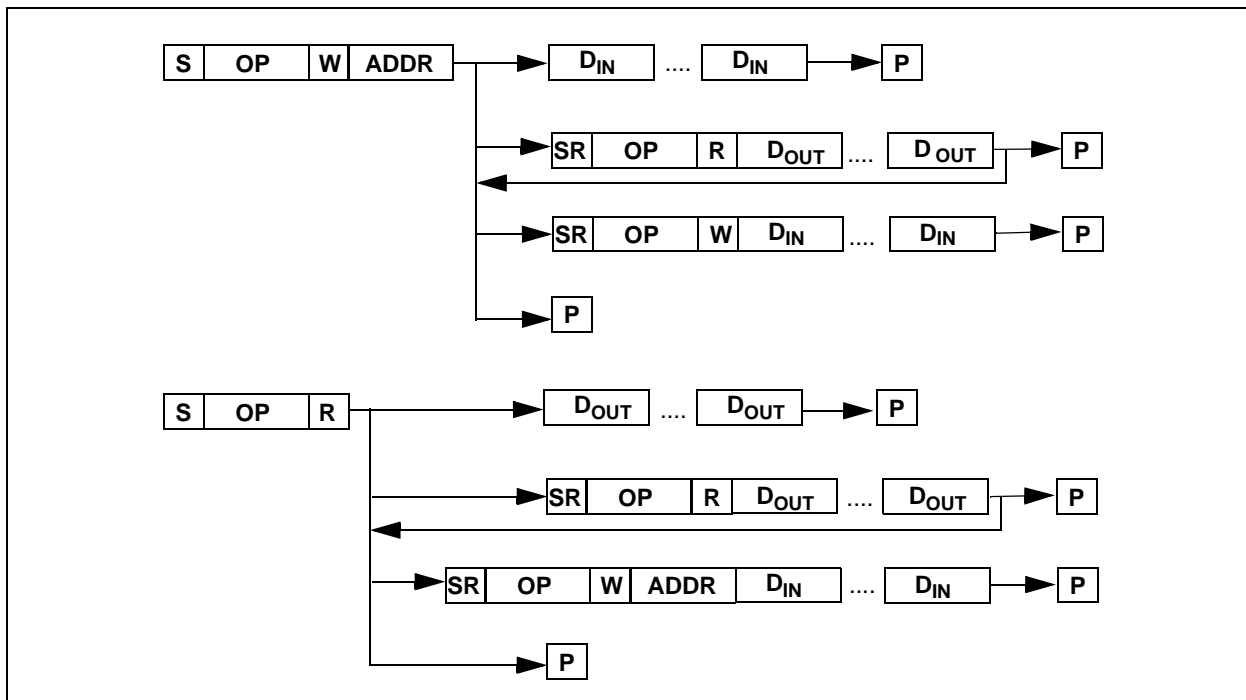 S OP W ADDR DIN .... DIN P
SR OP R DOUT .... D OUT P
SR OP W DIN .... DIN P
P
S OP R DOUT .... DOUT P
SR OP R DOUT .... DOUT P
SR OP W ADDR DIN .... DIN P
P